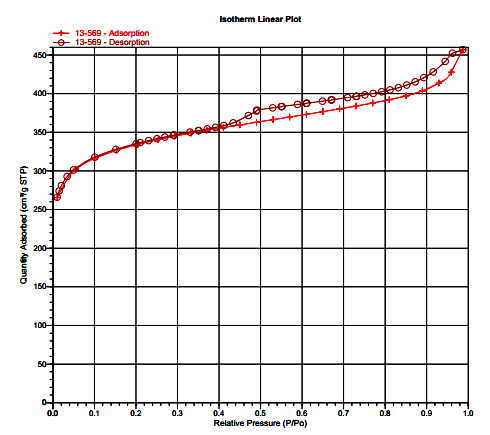 Isotherm Linear Plot
13-569 - Adsorption
13-569 - Desorption
Quantity Adsorbed (cm³/g STP)
450
400
350
300
250
200
150
100
50
0
0.0 0.1 0.2 0.3 0.4 0.5 0.6 0.7 0.8 0.9 1.0
Relative Pressure (P/Po)